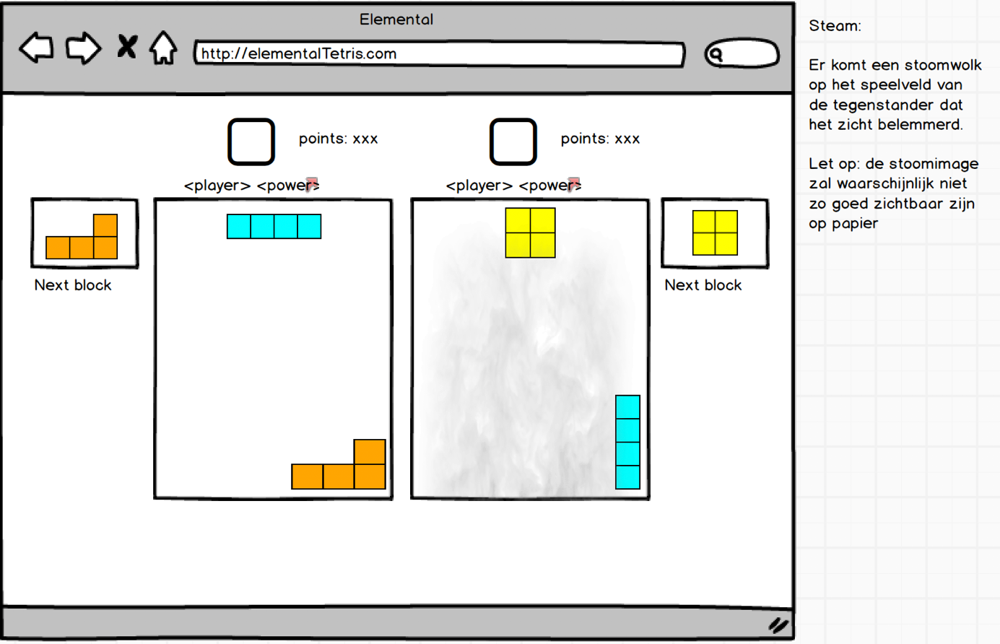 Elemental
http://elementalTetris.com
points: xxx
points: xxx
<player> <power>
<player> <power>
Next block
Next block
Steam:
Er komt een stoomwolk
op het speelveld van
de tegenstander dat
het zicht belemmerd.
Let op: de stoomimage
zal waarschijnlijk niet
zo goed zichtbaar zijn
op papier